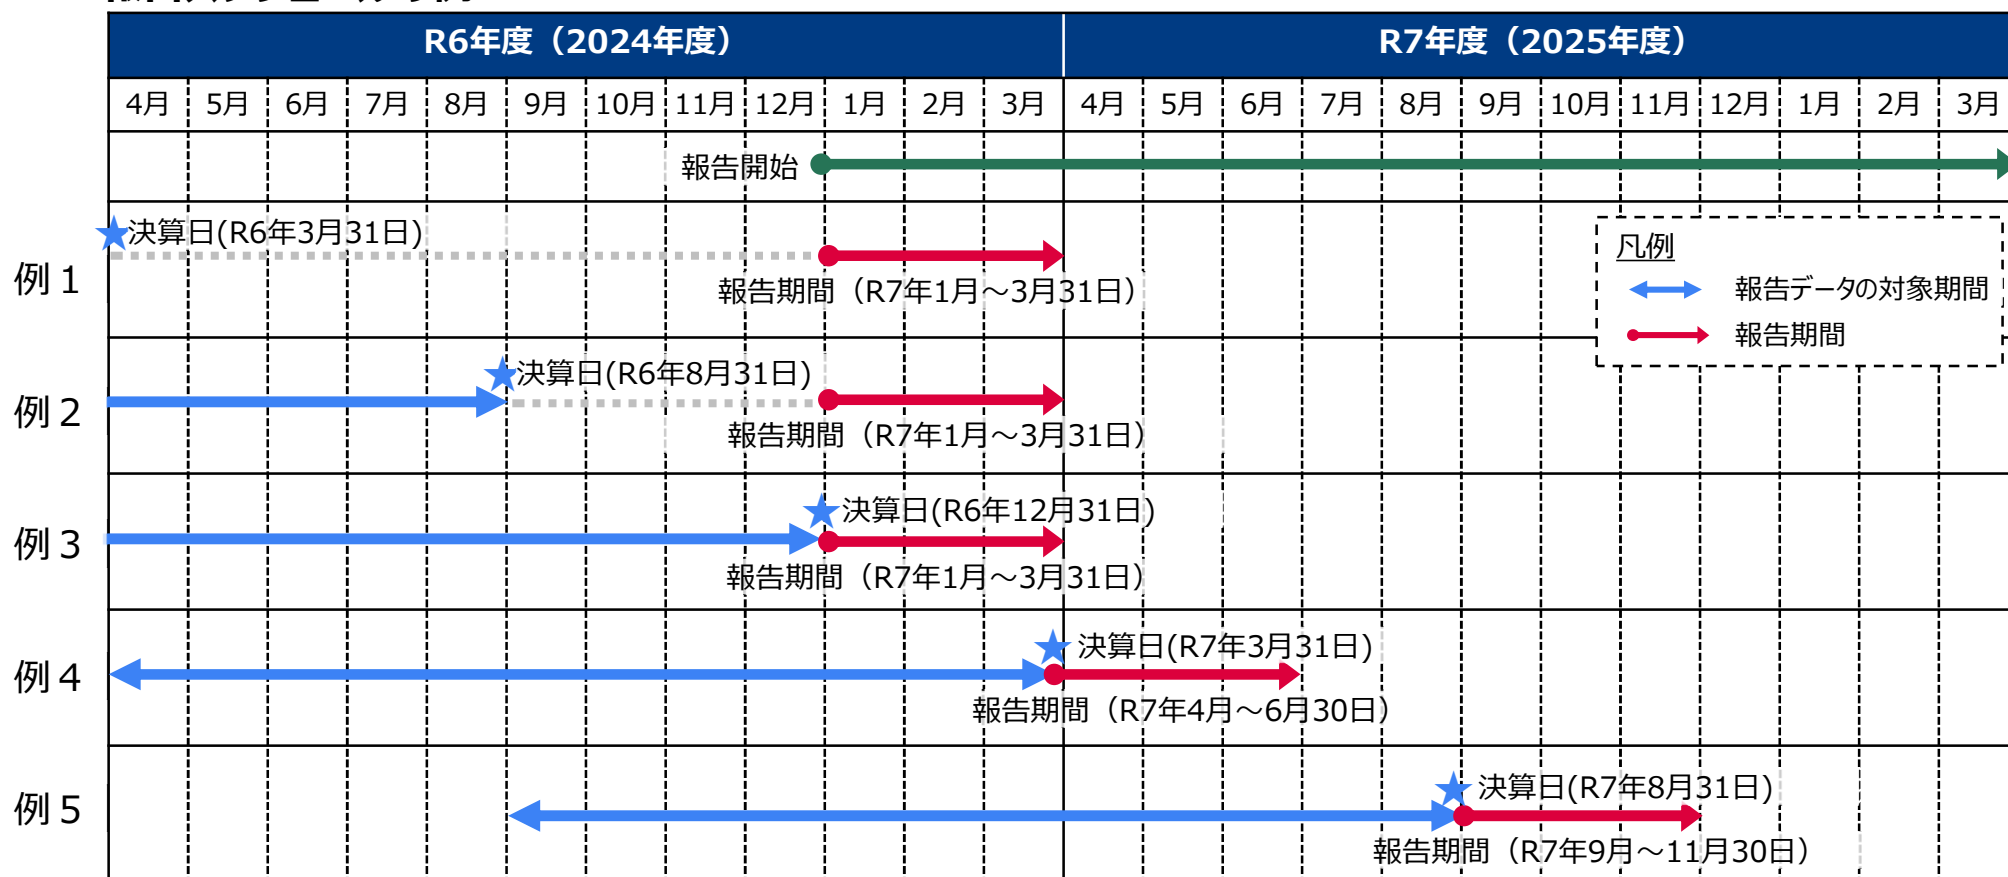 R6年度（2024年度） R7年度（2025年度）
4月 5月 6月 7月 8月 9月 10月 11月 12月 1月 2月 3月 4月 5月 6月 7月 8月 9月 10月 11月 12月 1月 2月 3月
報告開始
例１
決算日(R6年3月31日)
報告期間（R7年1月～3月31日）
凡例
報告データの対象期間
報告期間
例２
決算日(R6年8月31日)
報告期間（R7年1月～3月31日）
例３
決算日(R6年12月31日)
報告期間（R7年1月～3月31日）
例４
決算日(R7年3月31日)
報告期間（R7年4月～6月30日）
例５
決算日(R7年8月31日)
報告期間（R7年9月～11月30日）